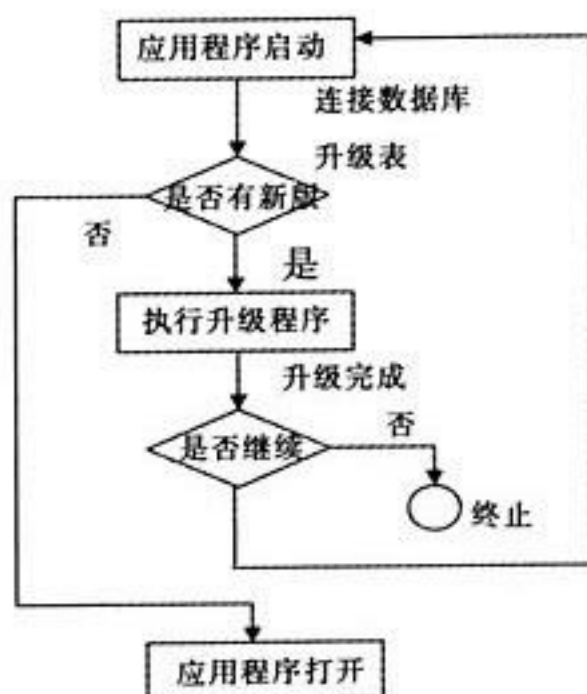 应用程序启动
连接数据库
升级表
是否有新版
否
是
执行升级程序
升级完成
是否继续
否
终止
应用程序打开